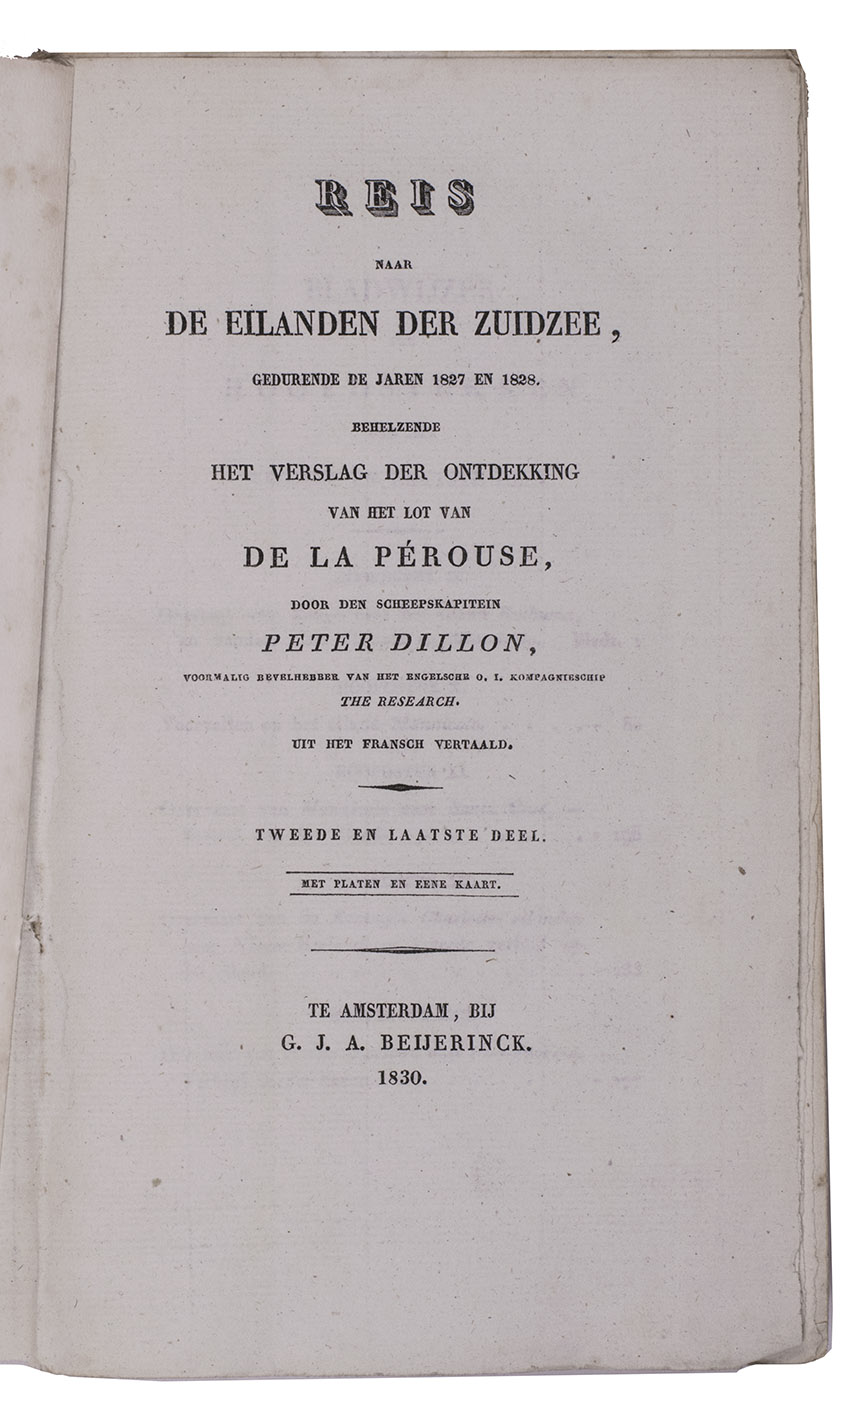 REIS
NAAR
DE EILANDEN DER ZUIDZEE,
GEDURENDE DE JAREN 1827 EN 1828.
BEHELZENDE
HET VERSLAG DER ONTDEKKING
VAN HET LOT VAN
DE LA PÉROUSE,
DOOR DEN SCHEEPSKAPITEIN
PETER DILLON,
VOORMALIG BEVELHEBBER VAN HET ENGELSCHE O. I. KOMPAGNIESCHIP
THE RESEARCH.
UIT HET FRANSCH VERTAALD.
TWEEDE EN LAATSTE DEEL.
MET PLATEN EN EENE KAART.
TE AMSTERDAM, BIJ
G. J. A. BEIJERINCK.
1830.